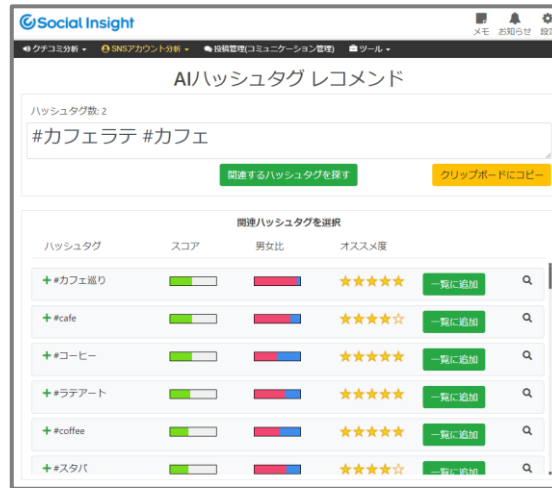 Social Insight
メモ お知らせ 設定
クチコミ分析 SNSアカウント分析 投稿管理(コミュニケーション管理) ツール
AIハッシュタグ レコメンド
ハッシュタグ数: 2
#カフェラテ #カフェ
関連するハッシュタグを探す クリップボードにコピー
関連ハッシュタグを選択
ハッシュタグ スコア 男女比 オススメ度
#カフェ巡り 一覧に追加
#cafe 一覧に追加
#コーヒー 一覧に追加
#ラテアート 一覧に追加
#coffee 一覧に追加
#スタバ 一覧に追加